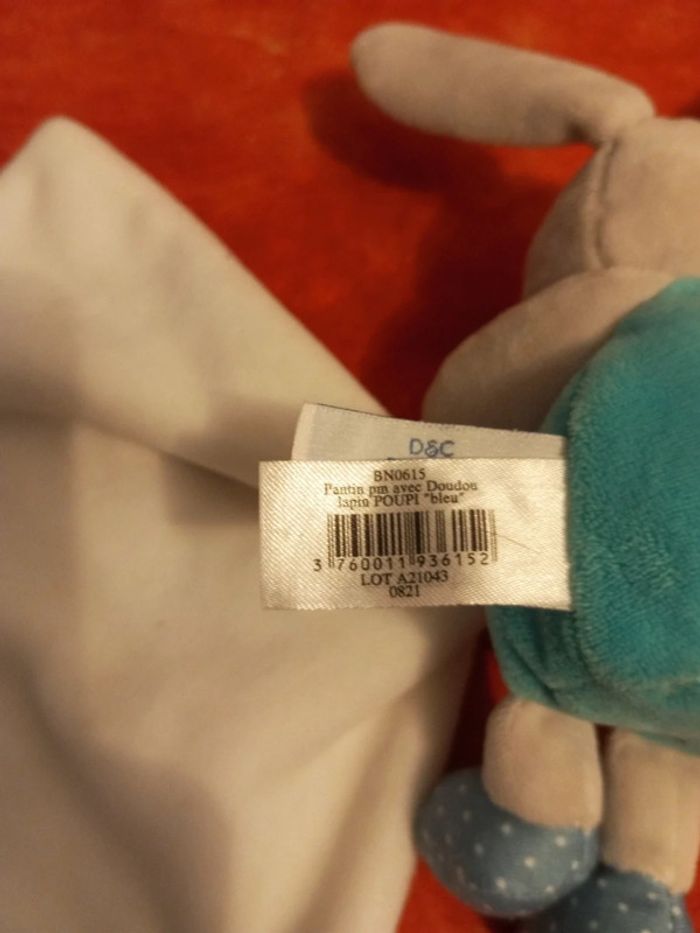 D&C
BN0615
Pantin pm avec Doudou
lapin POUPI "bleu"
3 760011 936152
LOT A21043
0821